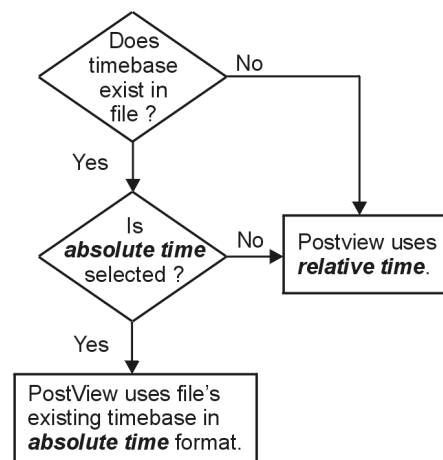 Does
timebase
exist in
file ?
No
Yes
Is
absolute time
selected ?
No
Postview uses
relative time.
Yes
PostView uses file's
existing timebase in
absolute time format.